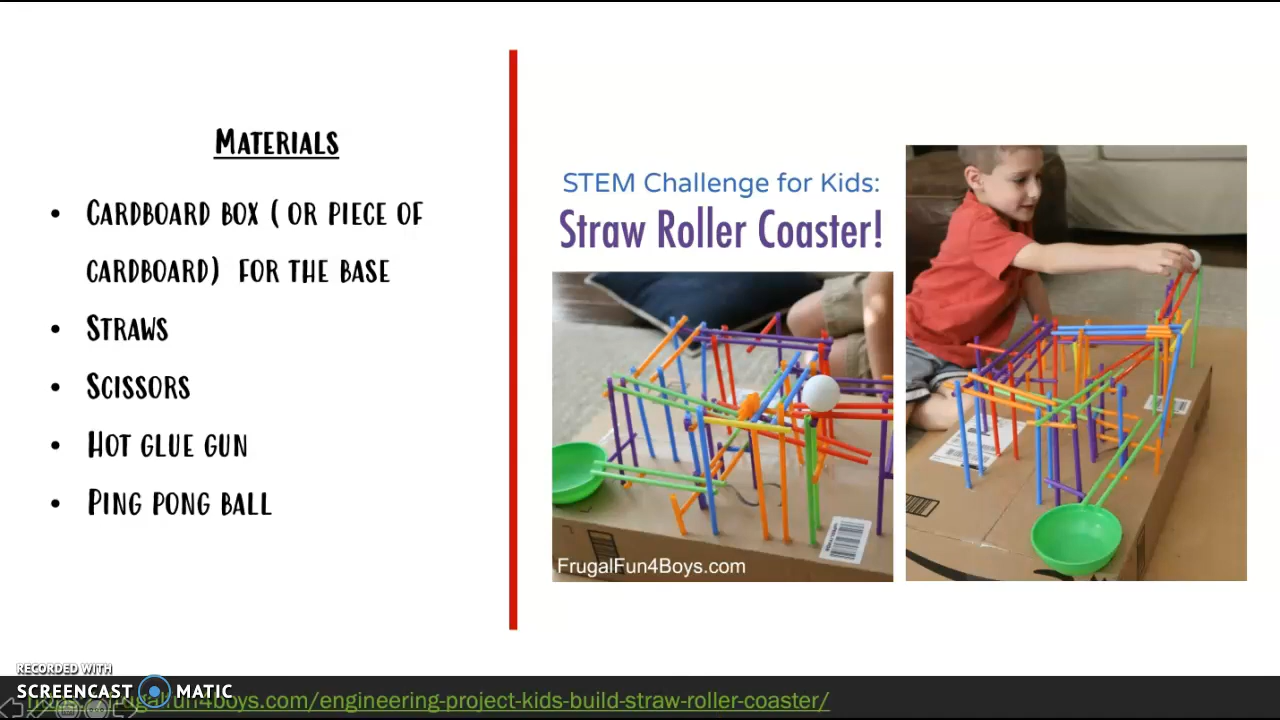 Materials
• Cardboard box ( or piece of
cardboard) for the base
• Straws
• Scissors
• Hot glue gun
• Ping pong ball
STEM Challenge for Kids:
Straw Roller Coaster!
FrugalFun4Boys.com
RECORDED WITH
SCREENCAST MATIC
frugalfun4boys.com/engineering-project-kids-build-straw-roller-coaster/